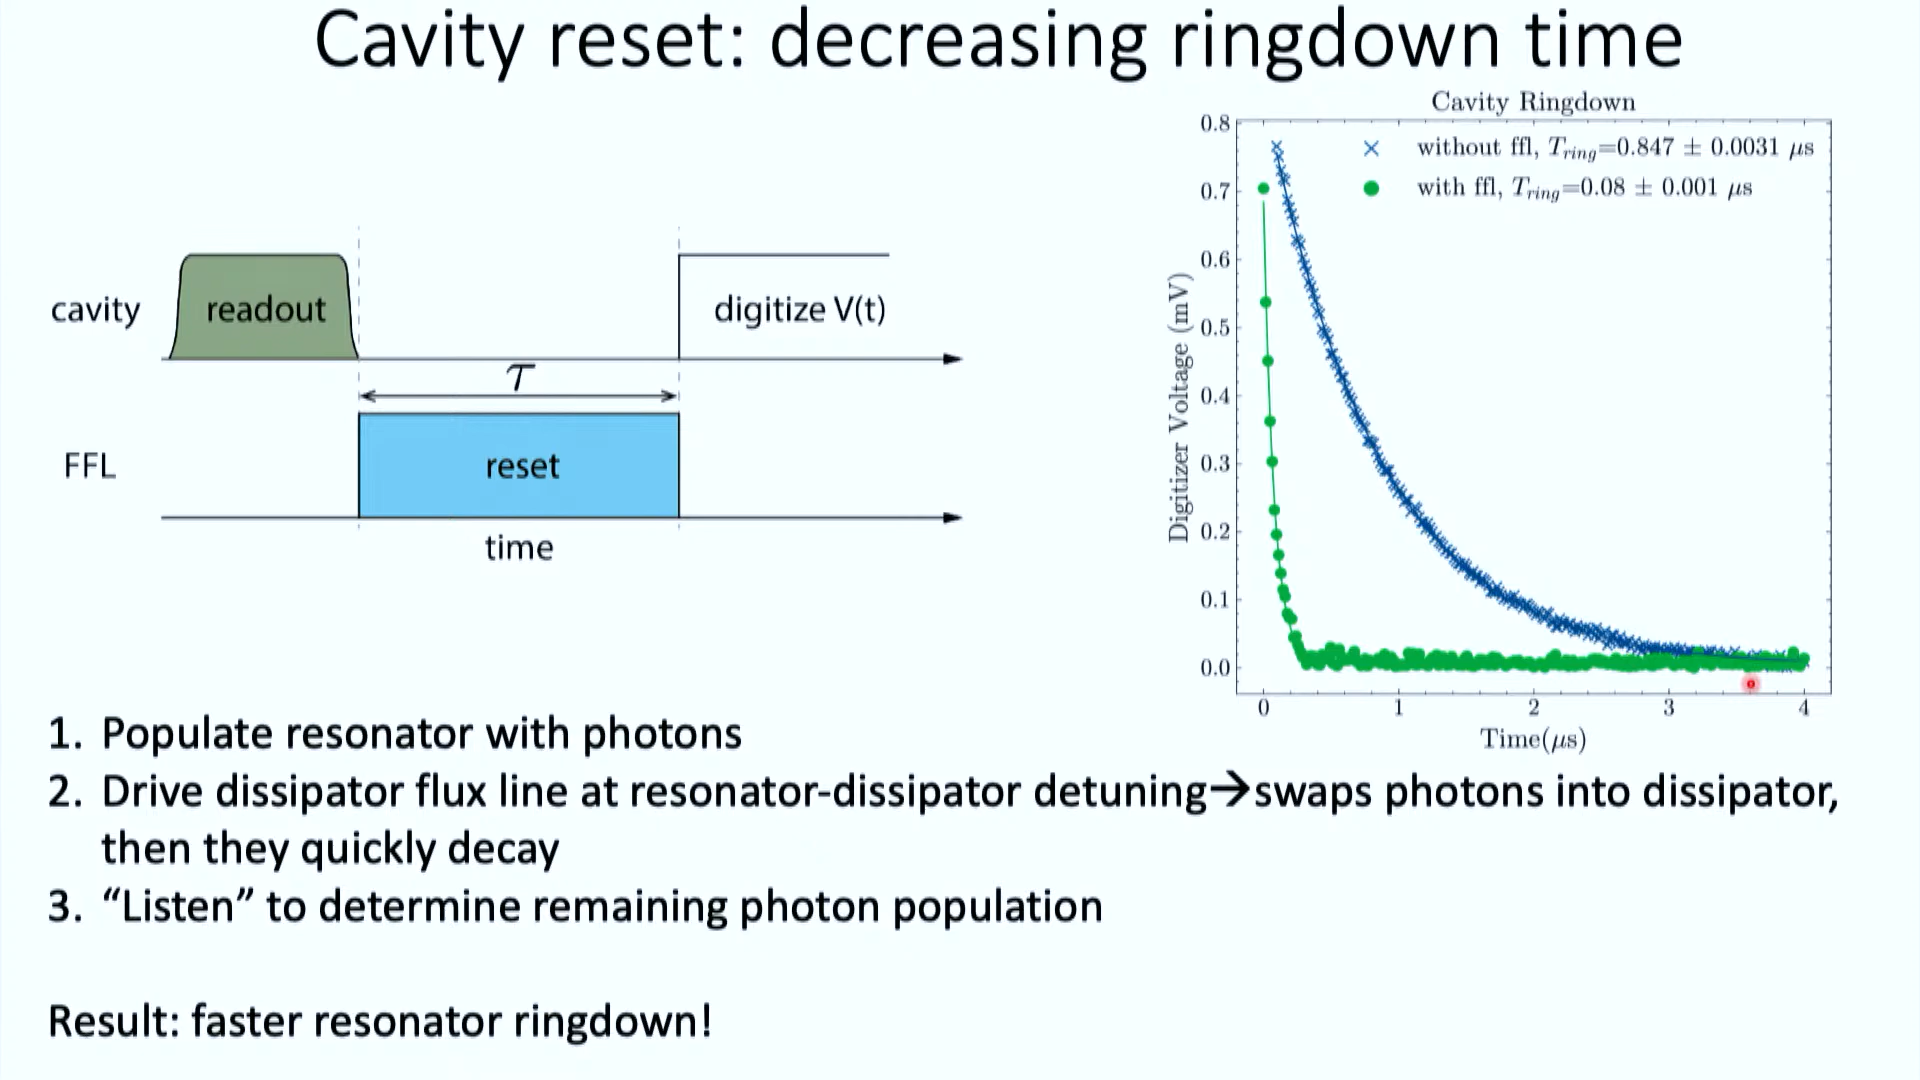 Cavity reset: decreasing ringdown time
cavity
readout
digitize V(t)
τ
FFL
reset
time
Cavity Ringdown
× without ffl, Tring=0.847 ± 0.0031 μs
● with ffl, Tring=0.08 ± 0.001 μs
Digitizer Voltage (mV)
0.8
0.7
0.6
0.5
0.4
0.3
0.2
0.1
0.0
0 1 2 3 4
Time(μs)
1. Populate resonator with photons
2. Drive dissipator flux line at resonator-dissipator detuning→swaps photons into dissipator,
then they quickly decay
3. “Listen” to determine remaining photon population
Result: faster resonator ringdown!